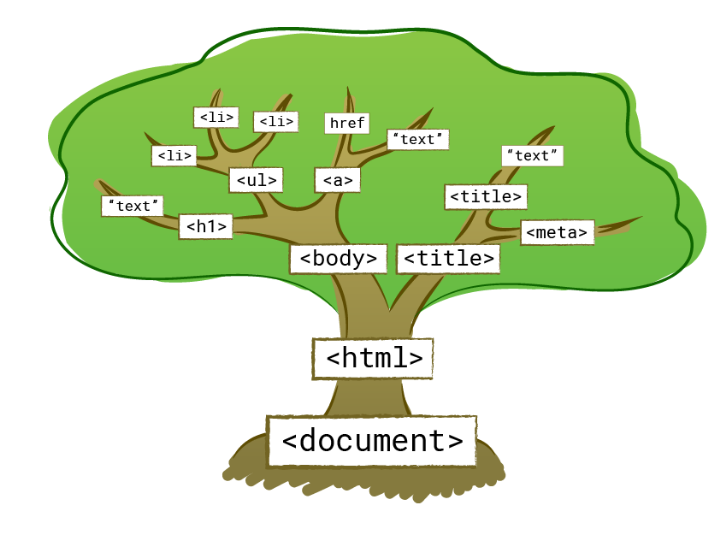 <li>
<li>
href
"text"
<li>
"text"
<ul>
<a>
<title>
"text"
<h1>
<meta>
<body>
<title>
<html>
<document>